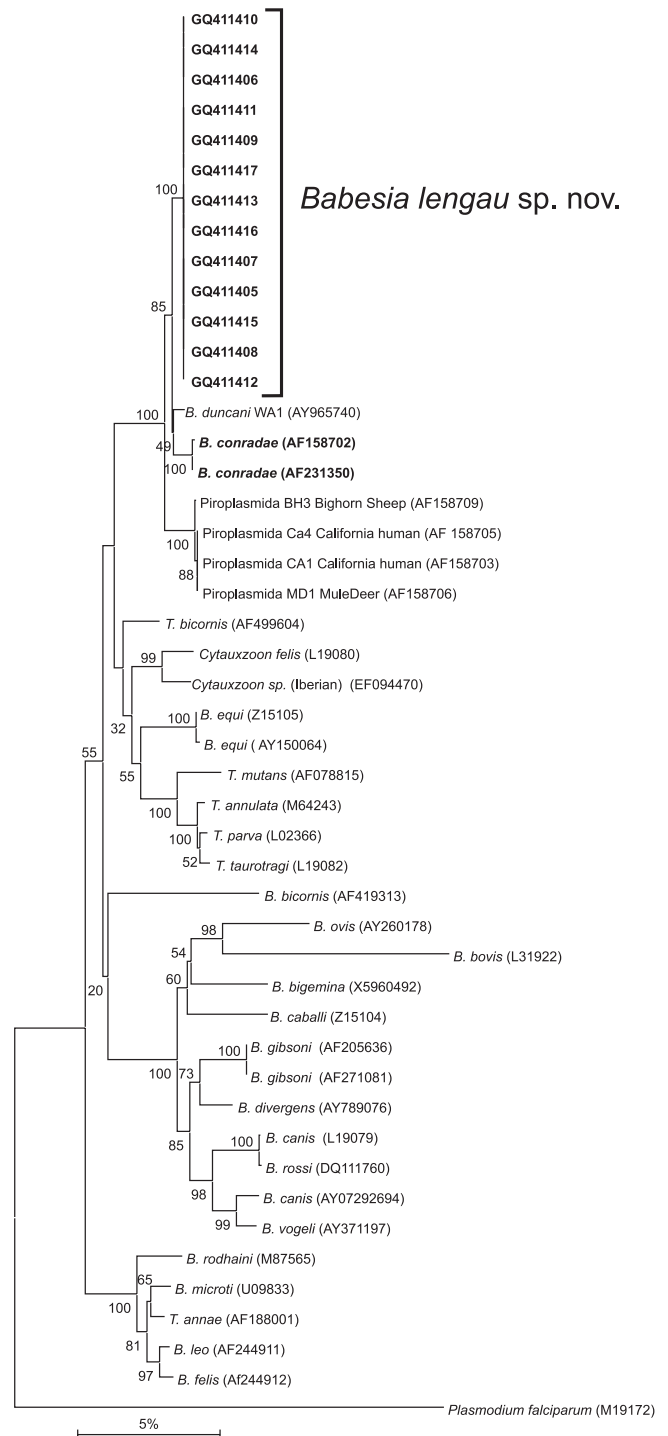 GQ411410
GQ411414
GQ411406
GQ411411
GQ411409
GQ411417
100
GQ411413
Babesia lengau sp. nov.
GQ411416
GQ411407
GQ411405
85
GQ411415
GQ411408
GQ411412
100
B. duncani WA1 (AY965740)
49
B. conradae (AF158702)
100
B. conradae (AF231350)
Piroplasmida BH3 Bighorn Sheep (AF158709)
Piroplasmida Ca4 California human (AF 158705)
100
Piroplasmida CA1 California human (AF158703)
88
Piroplasmida MD1 MuleDeer (AF158706)
T. bicornis (AF499604)
99
Cytauxzoon felis (L19080)
Cytauxzoon sp. (Iberian) (EF094470)
32
100
B. equi (Z15105)
B. equi ( AY150064)
55
55
T. mutans (AF078815)
100
T. annulata (M64243)
100
T. parva (L02366)
52
T. taurotragi (L19082)
B. bicornis (AF419313)
98
B. ovis (AY260178)
54
B. bovis (L31922)
60
B. bigemina (X5960492)
20
B. caballi (Z15104)
100
B. gibsoni (AF205636)
100
73
B. gibsoni (AF271081)
B. divergens (AY789076)
85
100
B. canis (L19079)
B. rossi (DQ111760)
98
B. canis (AY07292694)
99
B. vogeli (AY371197)
B. rodhaini (M87565)
65
B. microti (U09833)
100
T. annae (AF188001)
81
B. leo (AF244911)
97
B. felis (Af244912)
Plasmodium falciparum (M19172)
5%